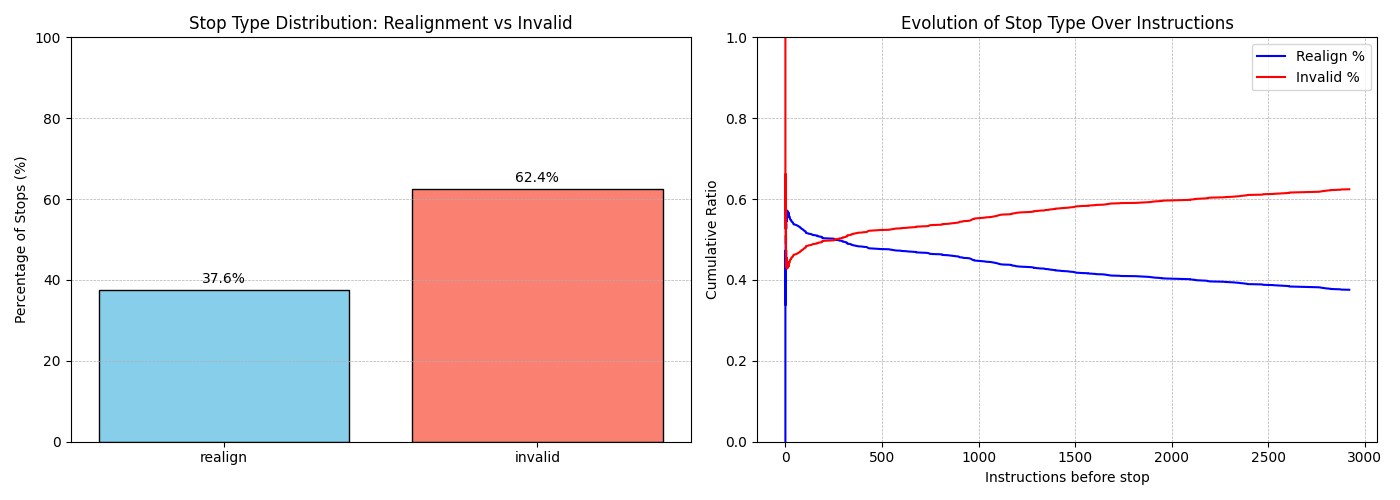 Stop Type Distribution: Realignment vs Invalid
Percentage of Stops (%)
100
80
60
40
20
0
37.6%
62.4%
realign
invalid
Evolution of Stop Type Over Instructions
Cumulative Ratio
1.0
0.8
0.6
0.4
0.2
0.0
Realign %
Invalid %
0 500 1000 1500 2000 2500 3000
Instructions before stop